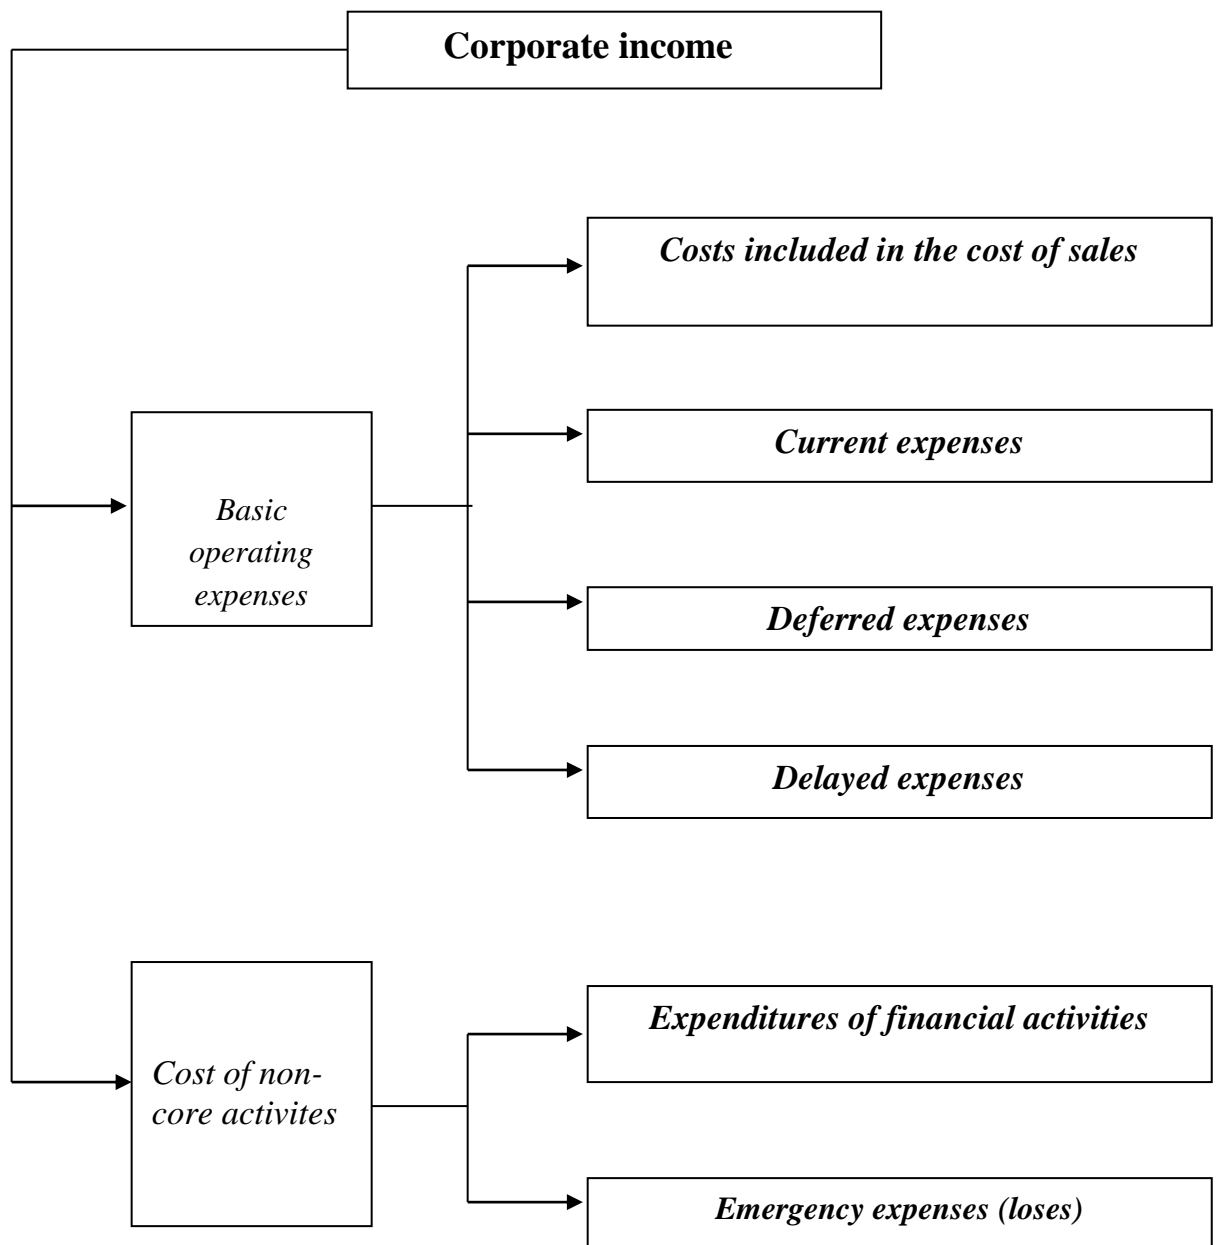 Corporate income
Costs included in the cost of sales
Current expenses
Basic
operating
expenses
Deferred expenses
Delayed expenses
Expenditures of financial activities
Cost of non-
core activites
Emergency expenses (loses)